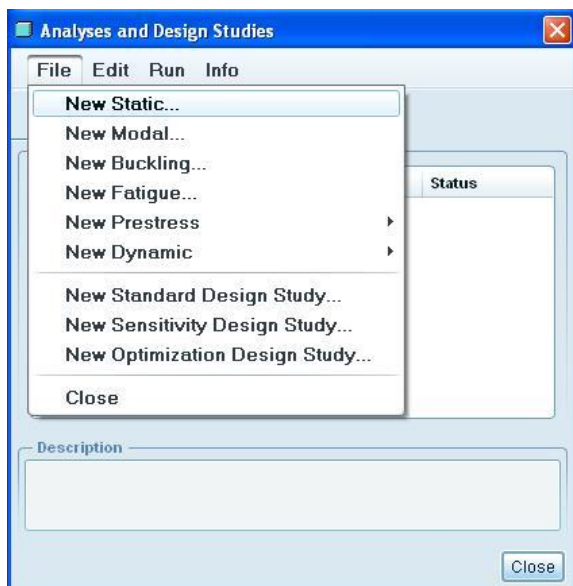 Analyses and Design Studies
File Edit Run Info
New Static...
New Modal...
New Buckling...
New Fatigue...
New Prestress
New Dynamic
New Standard Design Study...
New Sensitivity Design Study...
New Optimization Design Study...
Close
Status
Description
Close